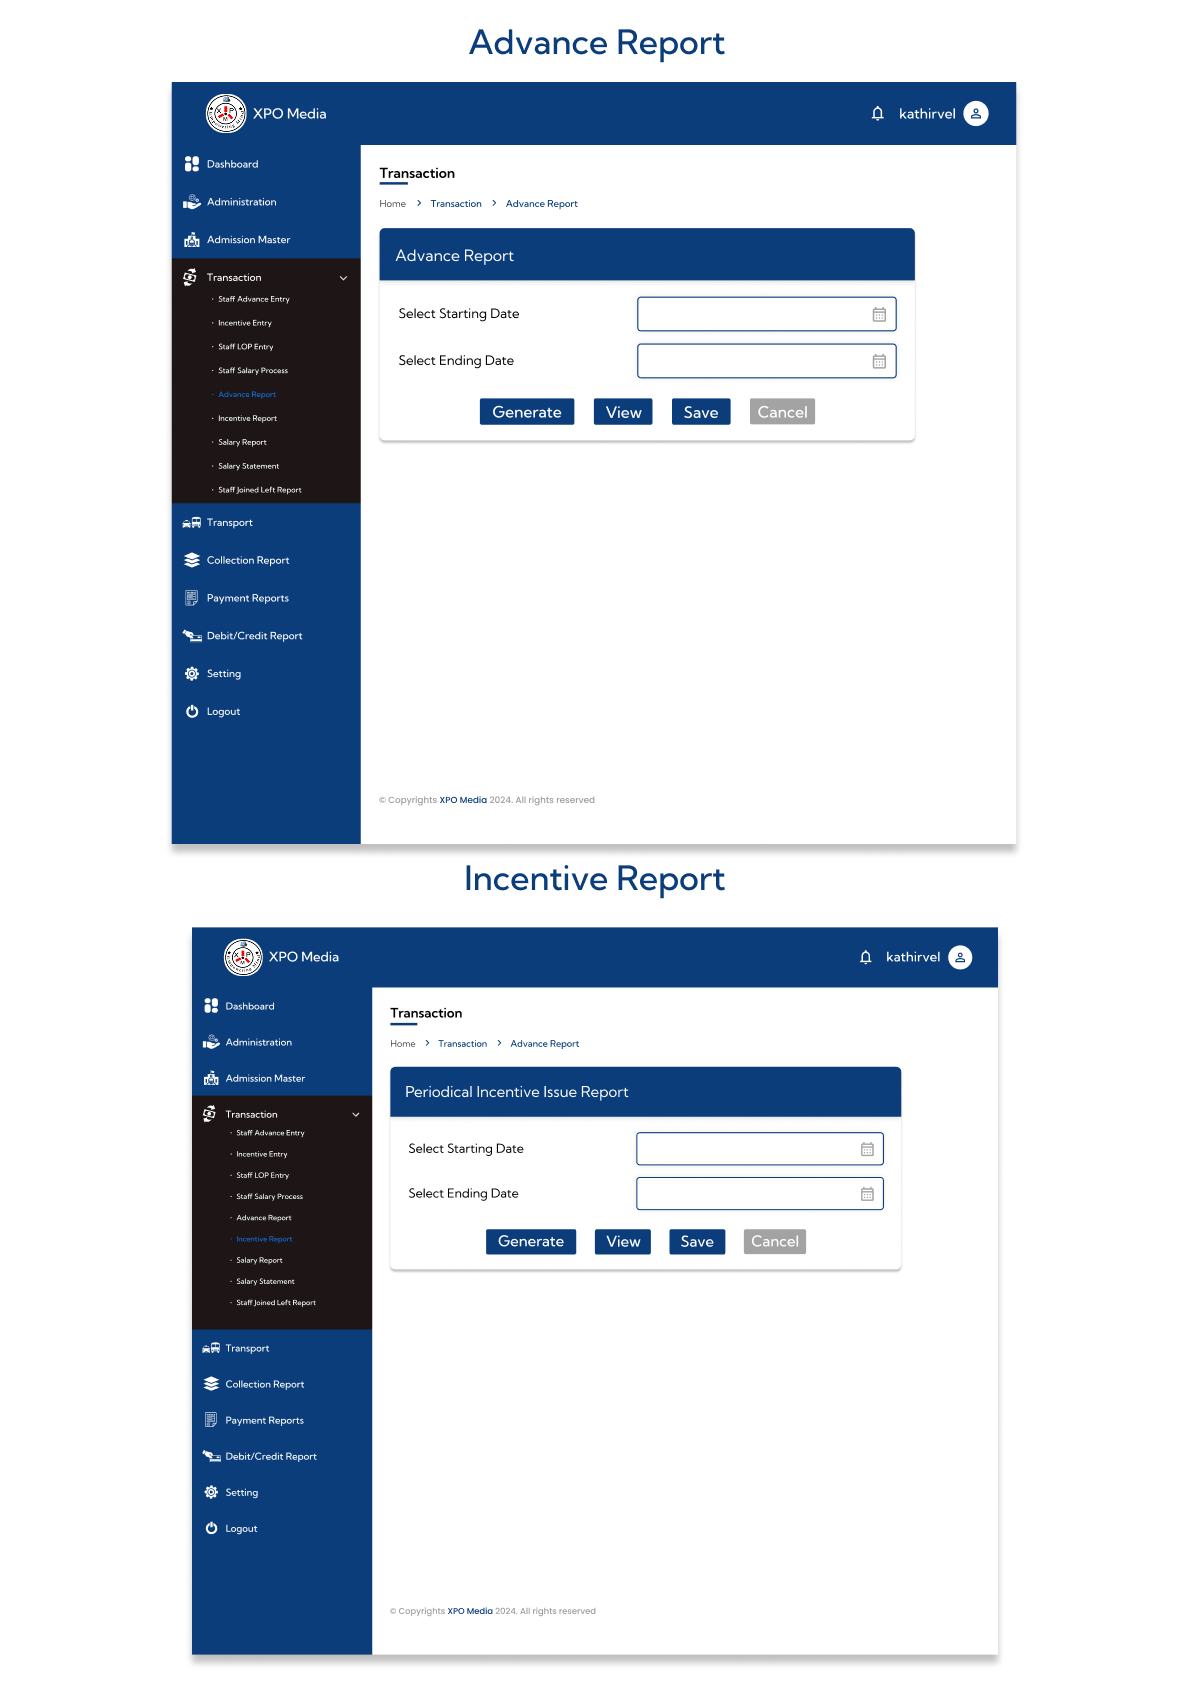 Advance Report
XPO Media
kathirvel
Dashboard
Administration
Admission Master
Transaction
· Staff Advance Entry
· Incentive Entry
· Staff LOP Entry
· Staff Salary Process
· Advance Report
· Incentive Report
· Salary Report
· Salary Statement
· Staff Joined Left Report
Transport
Collection Report
Payment Reports
Debit/Credit Report
Setting
Logout
Transaction
Home > Transaction > Advance Report
Advance Report
Select Starting Date
Select Ending Date
Generate View Save Cancel
© Copyrights XPO Media 2024. All rights reserved
Incentive Report
XPO Media
kathirvel
Dashboard
Administration
Admission Master
Transaction
· Staff Advance Entry
· Incentive Entry
· Staff LOP Entry
· Staff Salary Process
· Advance Report
· Incentive Report
· Salary Report
· Salary Statement
· Staff Joined Left Report
Transport
Collection Report
Payment Reports
Debit/Credit Report
Setting
Logout
Transaction
Home > Transaction > Advance Report
Periodical Incentive Issue Report
Select Starting Date
Select Ending Date
Generate View Save Cancel
© Copyrights XPO Media 2024. All rights reserved